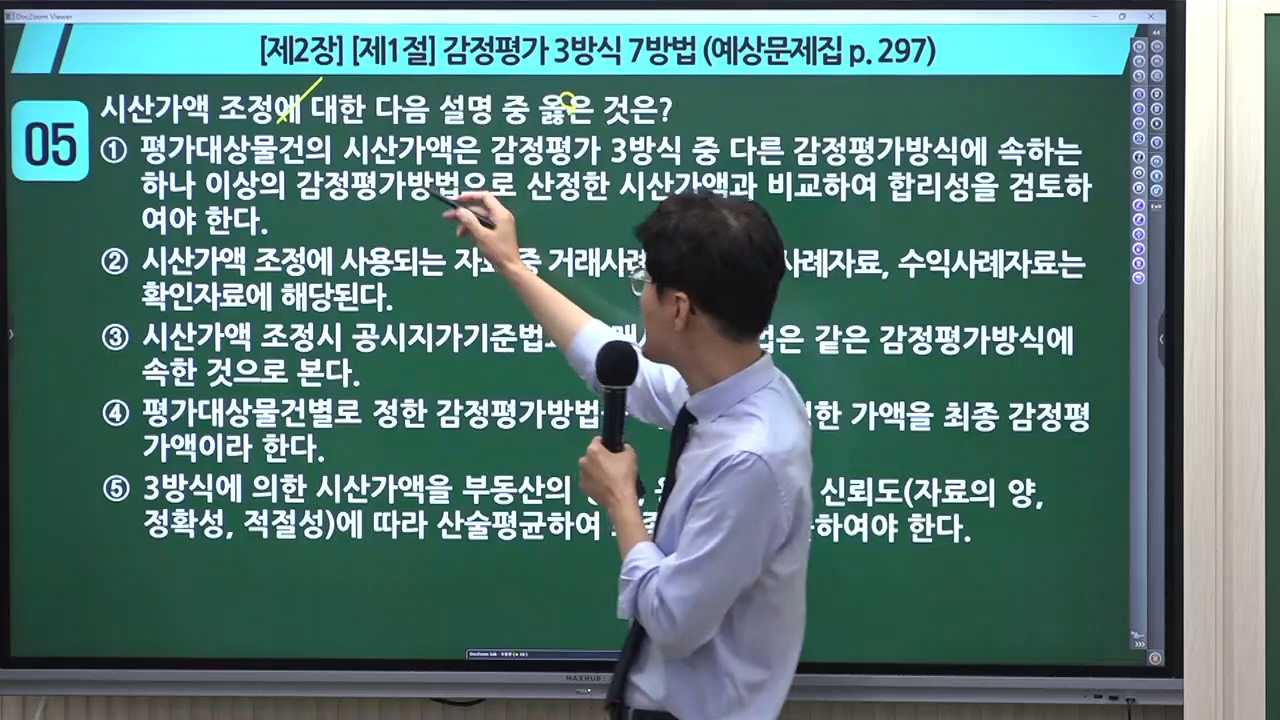 DocZoom Viewer
[제2장] [제1절] 감정평가 3방식 7방법 (예상문제집 p. 297)
05
시산가액 조정에 대한 다음 설명 중 옳은 것은?
① 평가대상물건의 시산가액은 감정평가 3방식 중 다른 감정평가방식에 속하는
하나 이상의 감정평가방법으로 산정한 시산가액과 비교하여 합리성을 검토하
여야 한다.
② 시산가액 조정에 사용되는 자료 중 사례자료, 수익사례자료는
확인자료에 해당된다.
③ 시산가액 조정시 공시지가기준법 같은 감정평가방식에
속한 것으로 본다.
④ 평가대상물건별로 정한 감정평가방법 가액을 최종 감정평
가액이라 한다.
⑤ 3방식에 의한 시산가액을 부동산의 신뢰도(자료의 양,
정확성, 적절성)에 따라 산술평균하여 한다.
MAXHUB